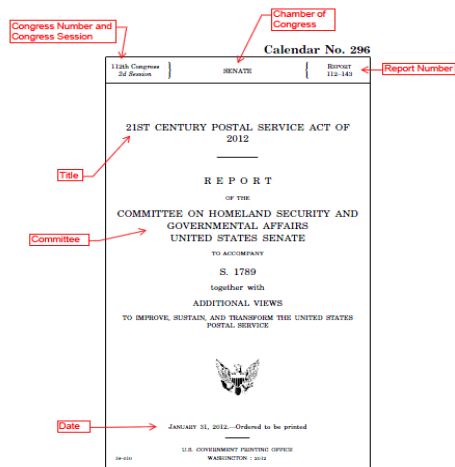 Chamber of
Congress
Congress Number and
Congress Session
Calendar No. 296
112th Congress
2d Session
SENATE
REPORT
112–143
Report Number
21ST CENTURY POSTAL SERVICE ACT OF
2012
Title
REPORT
OF THE
COMMITTEE ON HOMELAND SECURITY AND
GOVERNMENTAL AFFAIRS
UNITED STATES SENATE
Committee
TO ACCOMPANY
S. 1789
together with
ADDITIONAL VIEWS
TO IMPROVE, SUSTAIN, AND TRANSFORM THE UNITED STATES
POSTAL SERVICE
Date
JANUARY 31, 2012.—Ordered to be printed
U.S. GOVERNMENT PRINTING OFFICE
WASHINGTON : 2012